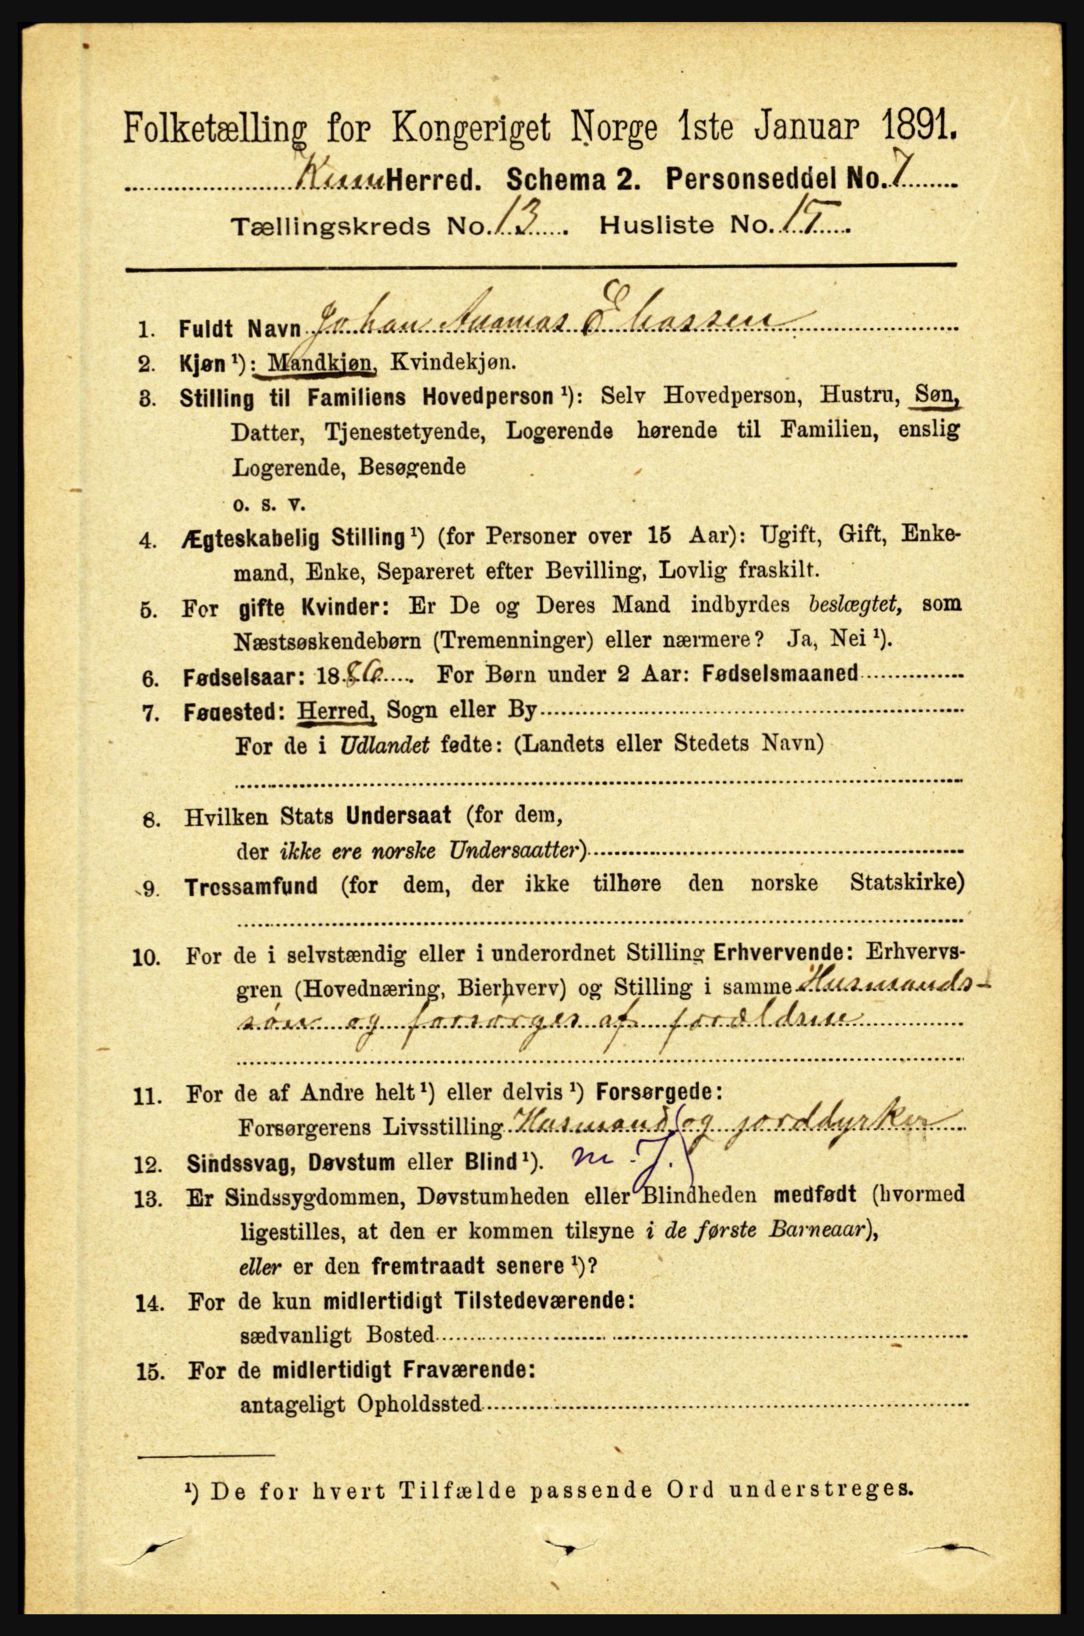 Folketælling for Kongeriget Norge 1ste Januar 1891.
Herred. Schema 2. Personseddel No. 7
Tællingskreds No. 13. Husliste No. 15.
1. Fuldt Navn Johan Eliassen
2. Kjøn ¹): Mandkjøn, Kvindekjøn.
3. Stilling til Familiens Hovedperson ¹): Selv Hovedperson, Hustru, Søn,
Datter, Tjenestetyende, Logerende hørende til Familien, enslig
Logerende, Besøgende
o. s. v.
4. Ægteskabelig Stilling ¹) (for Personer over 15 Aar): Ugift, Gift, Enke-
mand, Enke, Separeret efter Bevilling, Lovlig fraskilt.
5. For gifte Kvinder: Er De og Deres Mand indbyrdes beslægtet, som
Næstsøskendebørn (Tremenninger) eller nærmere? Ja, Nei ¹).
6. Fødselsaar: 1886. For Børn under 2 Aar: Fødselsmaaned
7. Føaested: Herred, Sogn eller By
For de i Udlandet fødte: (Landets eller Stedets Navn)
8. Hvilken Stats Undersaat (for dem,
der ikke ere norske Undersaatter)
9. Trossamfund (for dem, der ikke tilhøre den norske Statskirke)
10. For de i selvstændig eller i underordnet Stilling Erhvervende: Erhvervs-
gren (Hovednæring, Bierhverv) og Stilling i samme Husmands-
søn og forsørges af forældrene
11. For de af Andre helt ¹) eller delvis ¹) Forsørgede:
Forsørgerens Livsstilling Husmand og jorddyrker
12. Sindssvag, Døvstum eller Blind ¹). m. J.
13. Er Sindssygdommen, Døvstumheden eller Blindheden medfødt (hvormed
ligestilles, at den er kommen tilsyne i de første Barneaar),
eller er den fremtraadt senere ¹)?
14. For de kun midlertidigt Tilstedeværende:
sædvanligt Bosted
15. For de midlertidigt Fraværende:
antageligt Opholdssted
¹) De for hvert Tilfælde passende Ord understreges.